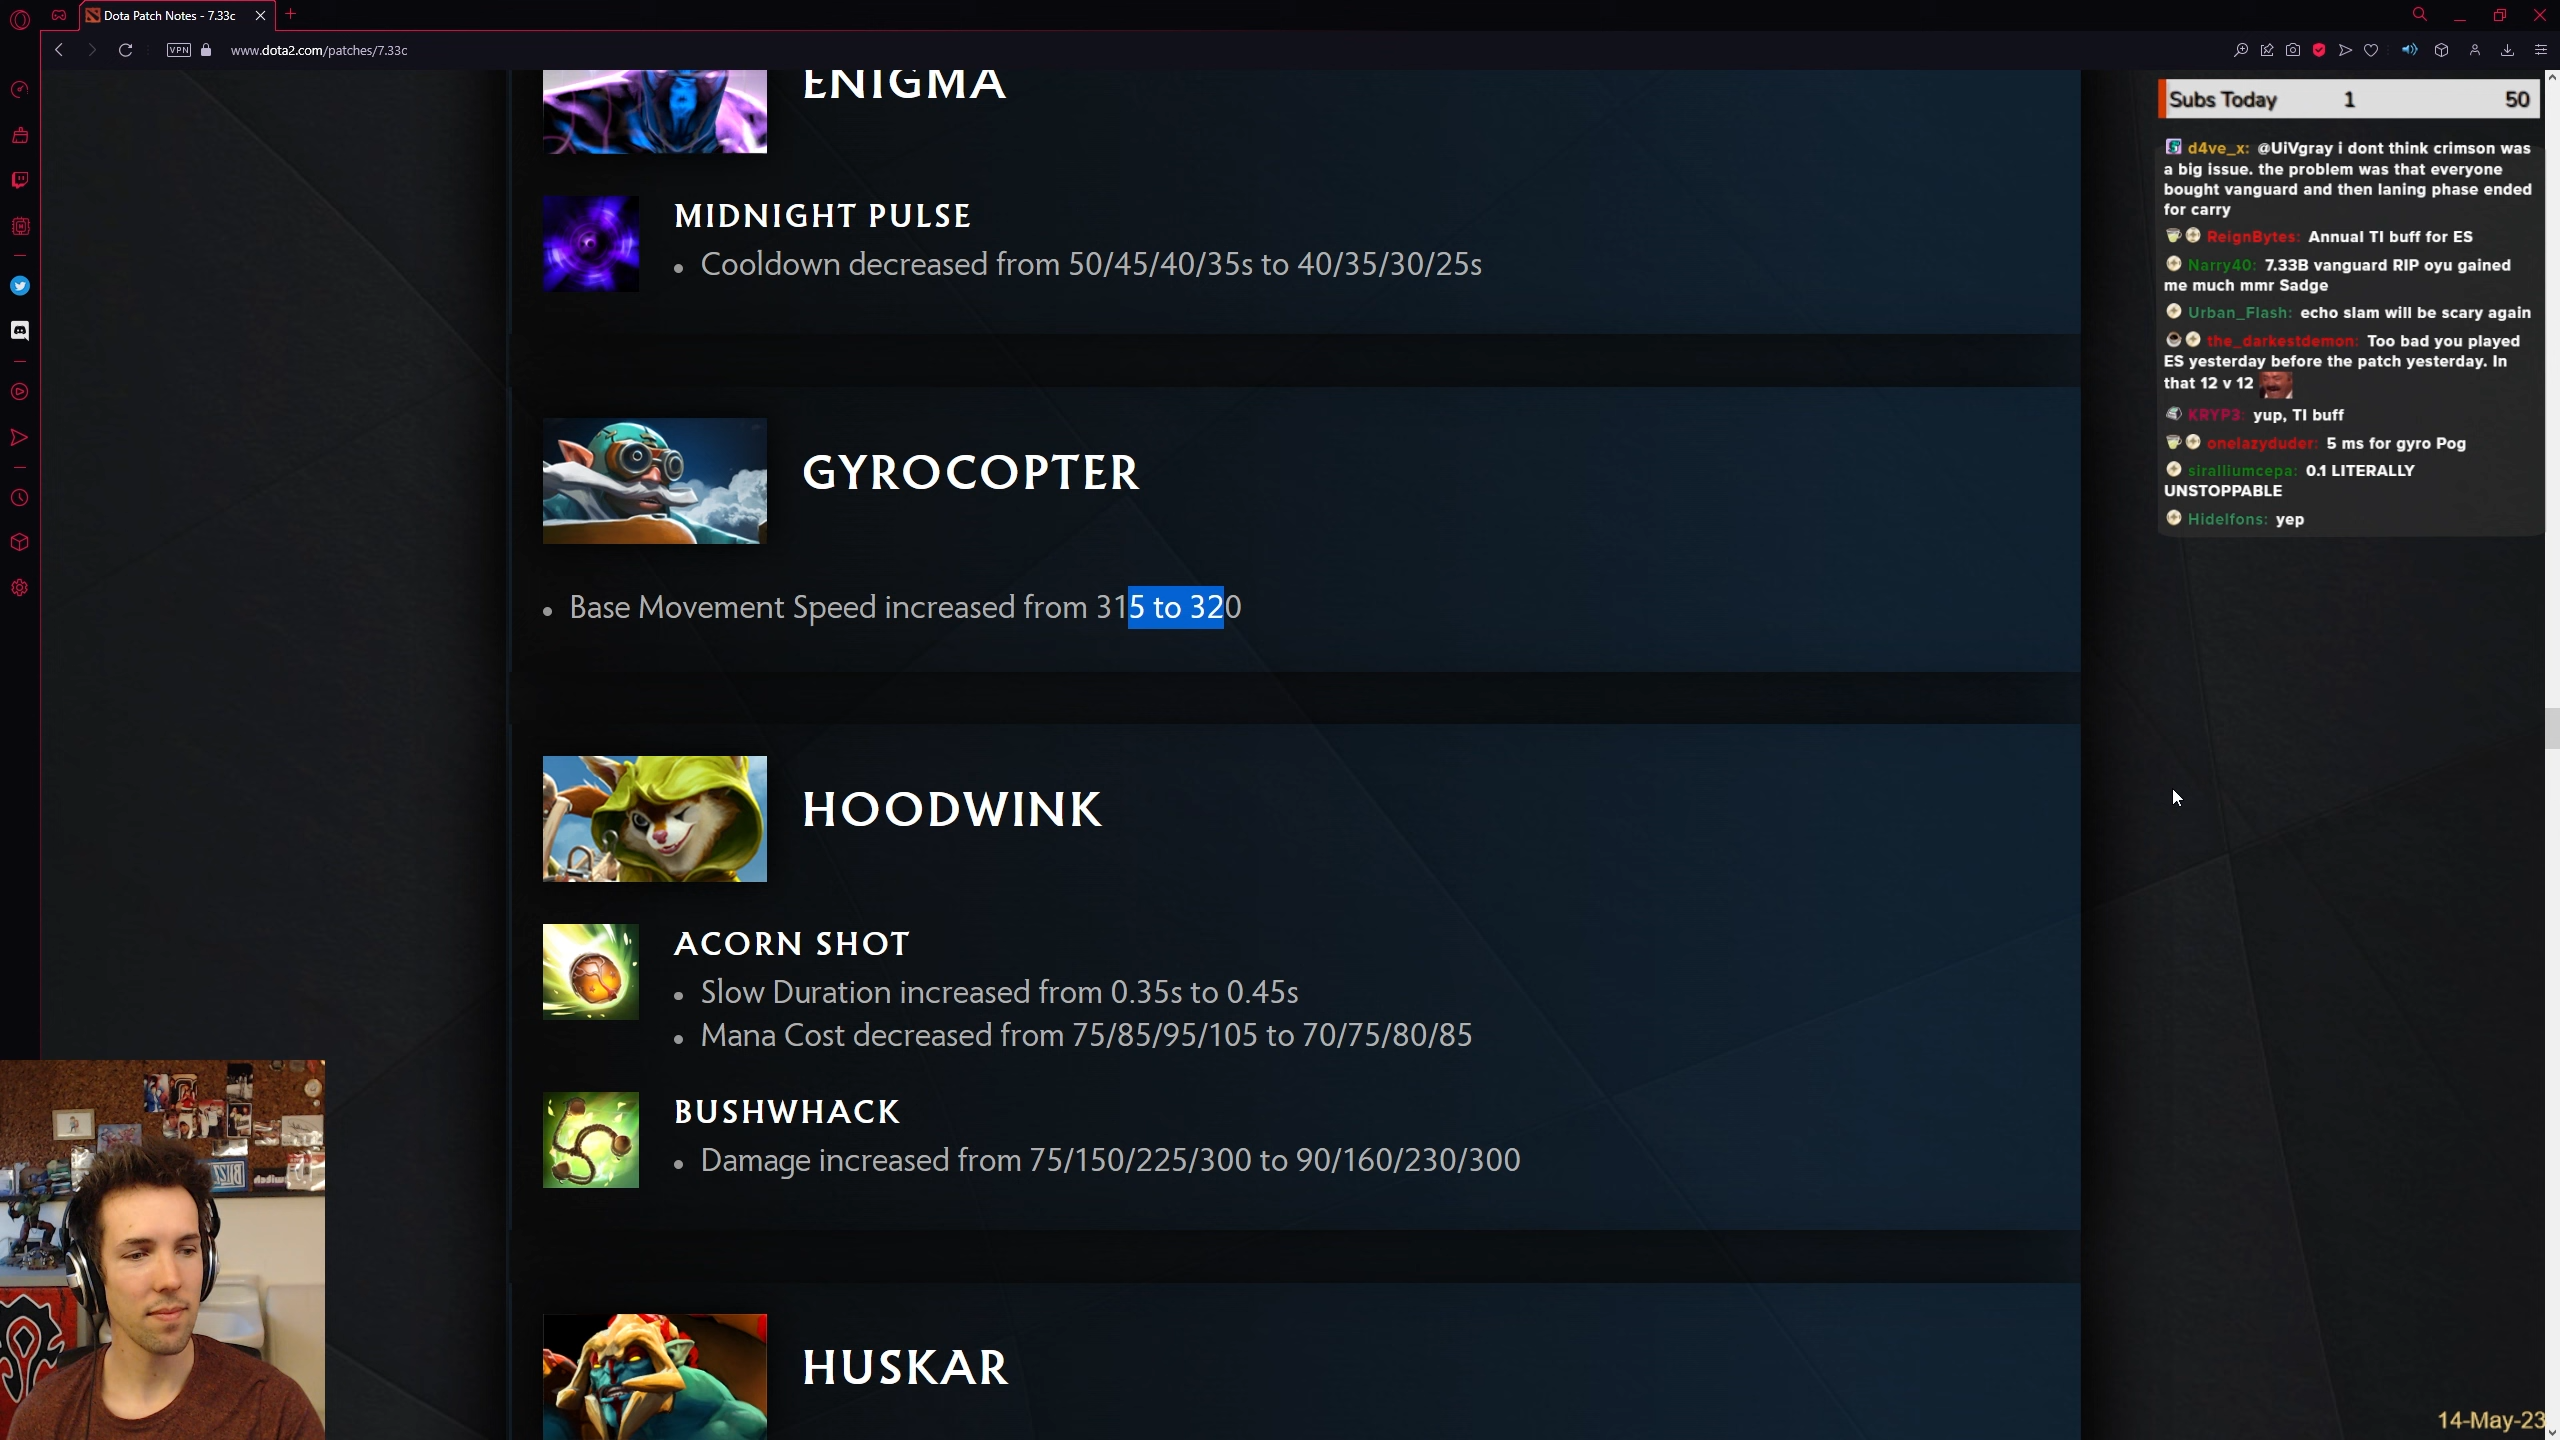 Dota Patch Notes - 7.33c
VPN
www.dota2.com/patches/7.33c
ENIGMA
MIDNIGHT PULSE
Cooldown decreased from 50/45/40/35s to 40/35/30/25s
GYROCOPTER
Base Movement Speed increased from 315 to 320
HOODWINK
ACORN SHOT
Slow Duration increased from 0.35s to 0.45s
Mana Cost decreased from 75/85/95/105 to 70/75/80/85
BUSHWHACK
Damage increased from 75/150/225/300 to 90/160/230/300
HUSKAR
Subs Today 1 50
d4ve_x: @UiVgray i dont think crimson was
a big issue. the problem was that everyone
bought vanguard and then laning phase ended
for carry
ReignBytes: Annual TI buff for ES
Narry40: 7.33B vanguard RIP oyu gained
me much mmr Sadge
Urban_Flash: echo slam will be scary again
the_darkestdemon: Too bad you played
ES yesterday before the patch yesterday. In
that 12 v 12
KRYP3: yup, TI buff
onelazyduder: 5 ms for gyro Pog
siralliumcepa: 0.1 LITERALLY
UNSTOPPABLE
Hidelfons: yep
14-May-23